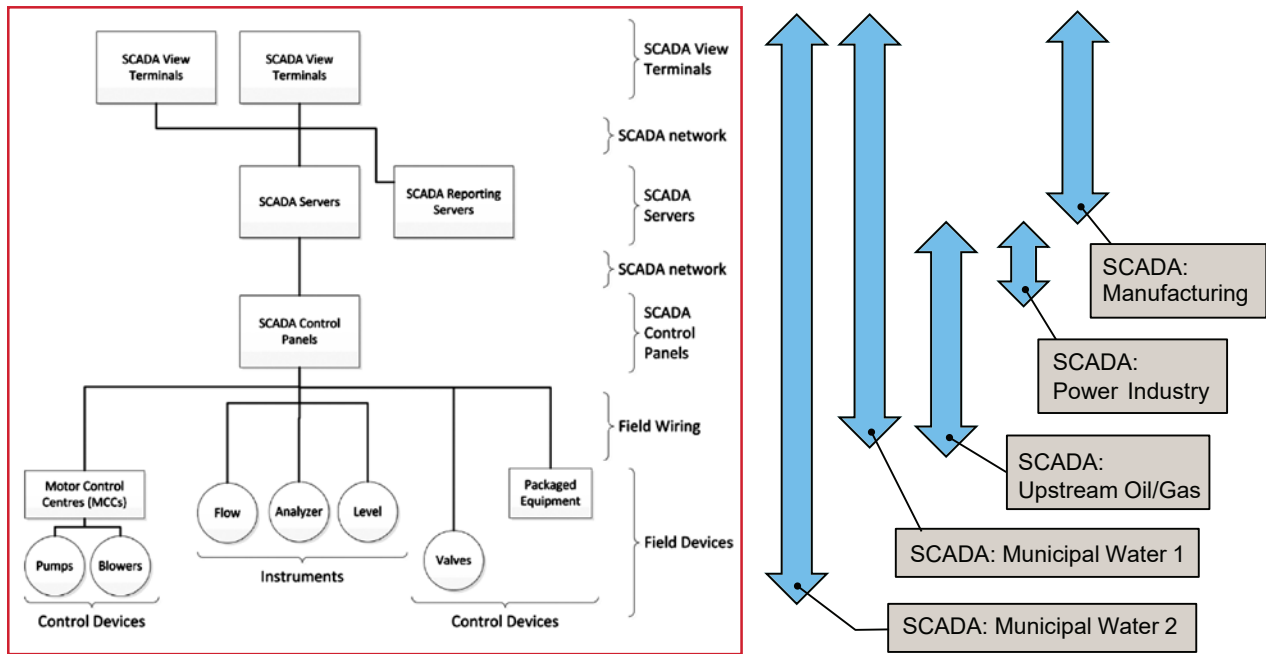 SCADA View
Terminals
SCADA View
Terminals
SCADA View
Terminals
SCADA network
SCADA Servers
SCADA Reporting
Servers
SCADA
Servers
SCADA network
SCADA Control
Panels
SCADA
Control
Panels
Field Wiring
Motor Control
Centres (MCCs)
Flow
Analyzer
Level
Packaged
Equipment
Pumps
Blowers
Valves
Field Devices
Instruments
Control Devices
Control Devices
SCADA:
Manufacturing
SCADA:
Power Industry
SCADA:
Upstream Oil/Gas
SCADA: Municipal Water 1
SCADA: Municipal Water 2